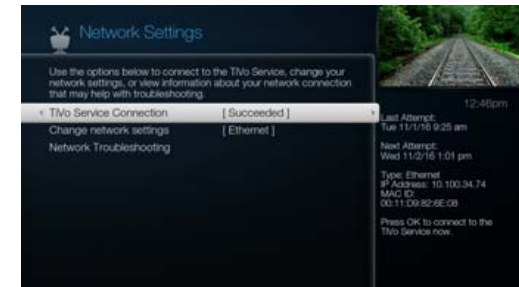 Network Settings
Use the options below to connect to the TiVo Service, change your
network settings, or view information about your network connection
that may help with troubleshooting.
TiVo Service Connection [ Succeeded ]
Change network settings [ Ethernet ]
Network Troubleshooting
12:46pm
Last Attempt:
Tue 11/1/16 9:25 am
Next Attempt:
Wed 11/2/16 1:01 pm
Type: Ethernet
IP Address: 10.100.34.74
MAC ID:
00:11:D9:82:6E:08
Press OK to connect to the
TiVo Service now.